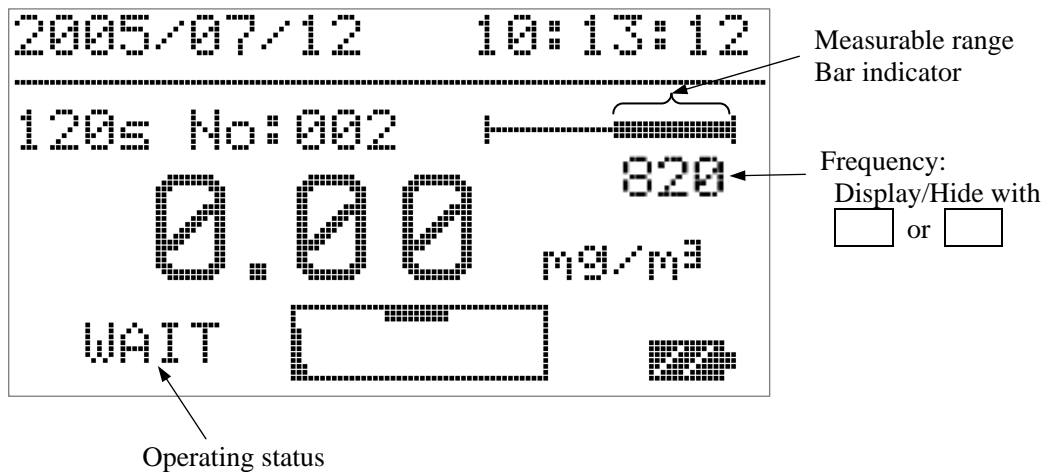 2005/07/12 10:13:12
Measurable range
Bar indicator
120s No:002
820
Frequency:
Display/Hide with
or
0.00 mg/m³
WAIT
Operating status